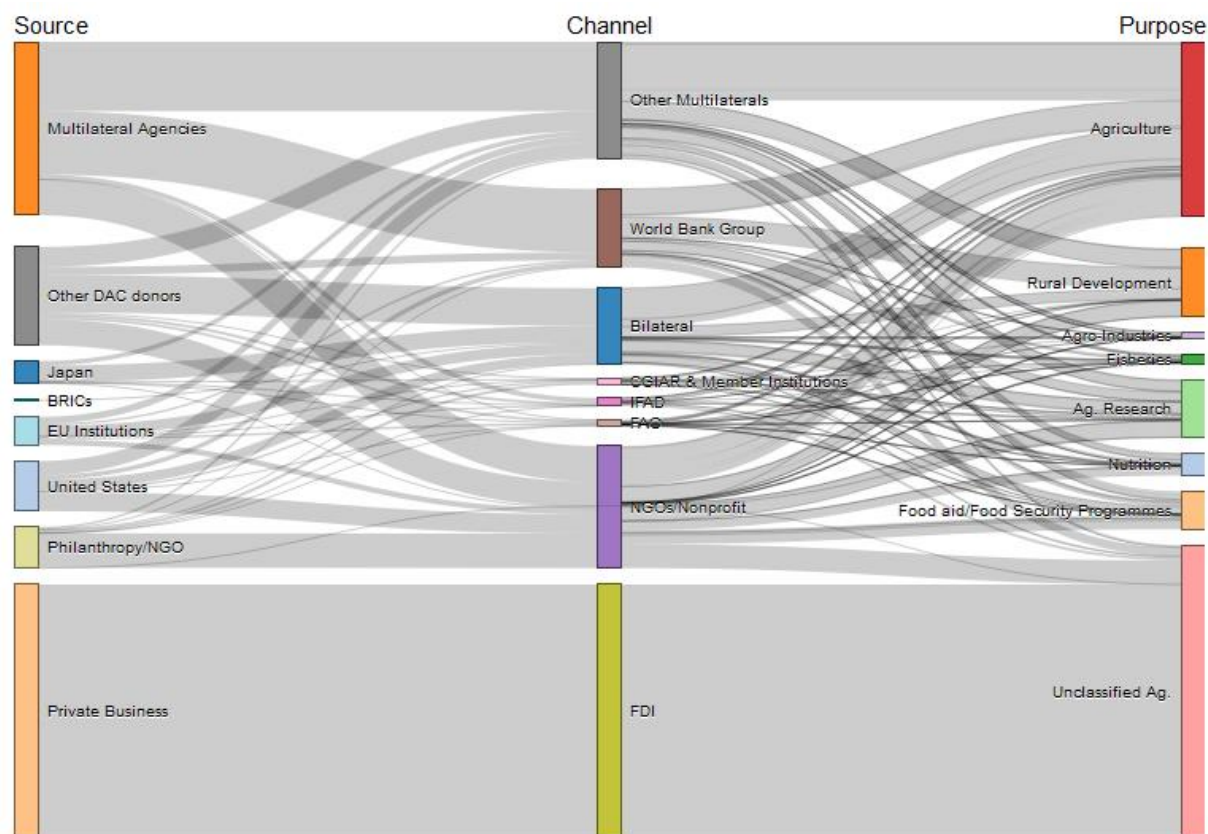 Source
Channel
Purpose
Multilateral Agencies
Other DAC donors
Japan
BRICs
EU Institutions
United States
Philanthropy/NGO
Private Business
Other Multilaterals
World Bank Group
Bilateral
CGIAR & Member Institutions
IFAD
FAO
NGOs/Nonprofit
FDI
Agriculture
Rural Development
Agro-Industries
Fisheries
Ag. Research
Nutrition
Food aid/Food Security Programmes
Unclassified Ag.